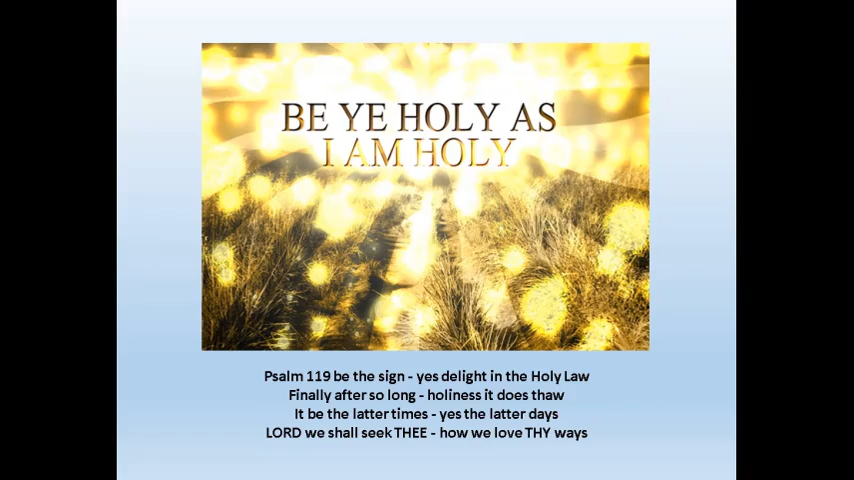 BE YE HOLY AS
I AM HOLY
Psalm 119 be the sign - yes delight in the Holy Law
Finally after so long - holiness it does thaw
It be the latter times - yes the latter days
LORD we shall seek THEE - how we love THY ways